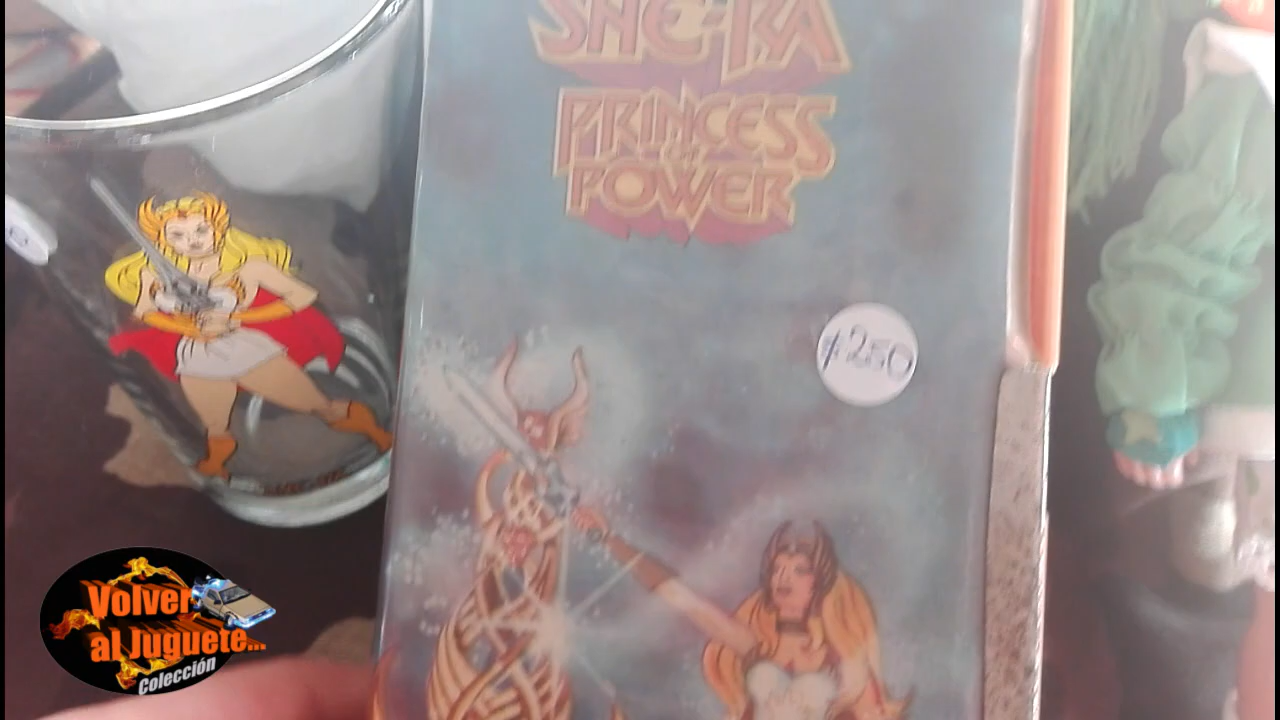 SHE-RA
PRINCESS
OF
POWER
$250
Volver
al Juguete...
Colección